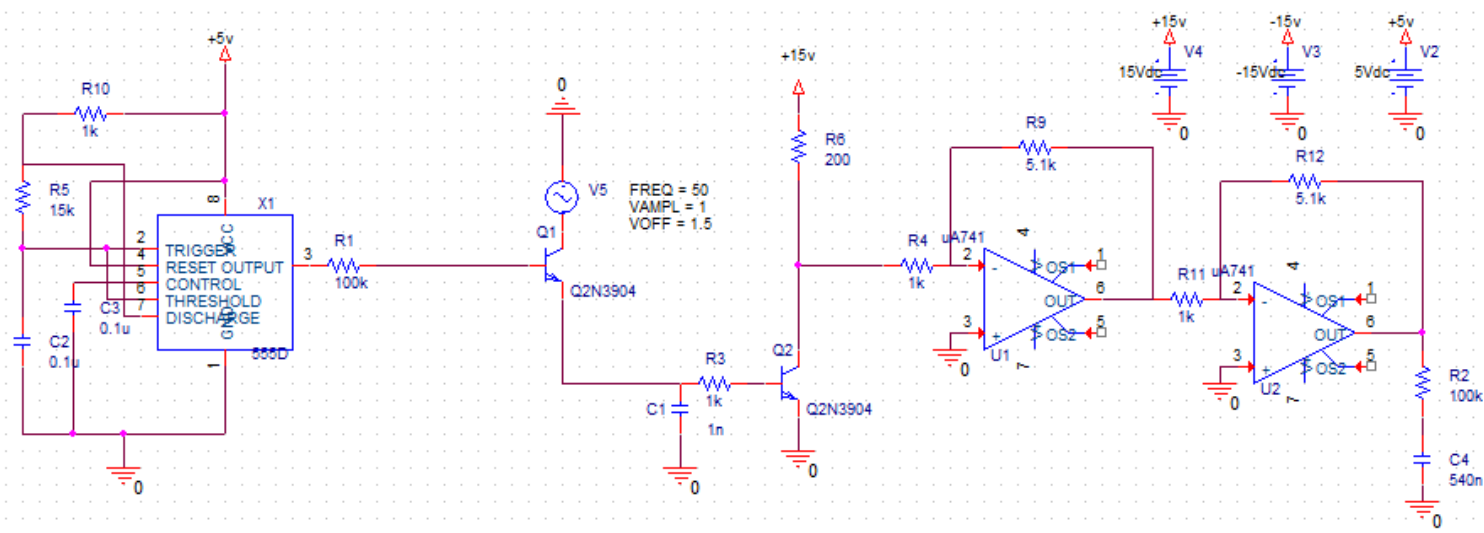 +5v
R10
1k
R5
15k
8
X1
VCC
2
TRIGGER
4
RESET OUTPUT
3
5
CONTROL
6
THRESHOLD
7
DISCHARGE
GND
1
555D
C3
0.1u
C2
0.1u
0
R1
100k
0
V5
FREQ = 50
VAMPL = 1
VOFF = 1.5
Q1
Q2N3904
R3
1k
C1
1n
0
Q2
Q2N3904
0
+15v
R6
200
R4
1k
R9
5.1k
uA741
2
-
3
+
4
7
OS1
1
OUT
6
OS2
5
U1
0
R11
1k
R12
5.1k
uA741
2
-
3
+
4
7
OS1
1
OUT
6
OS2
5
U2
0
R2
100k
C4
540n
0
+15v
V4
15Vdc
0
-15v
V3
-15Vdc
0
+5v
V2
5Vdc
0